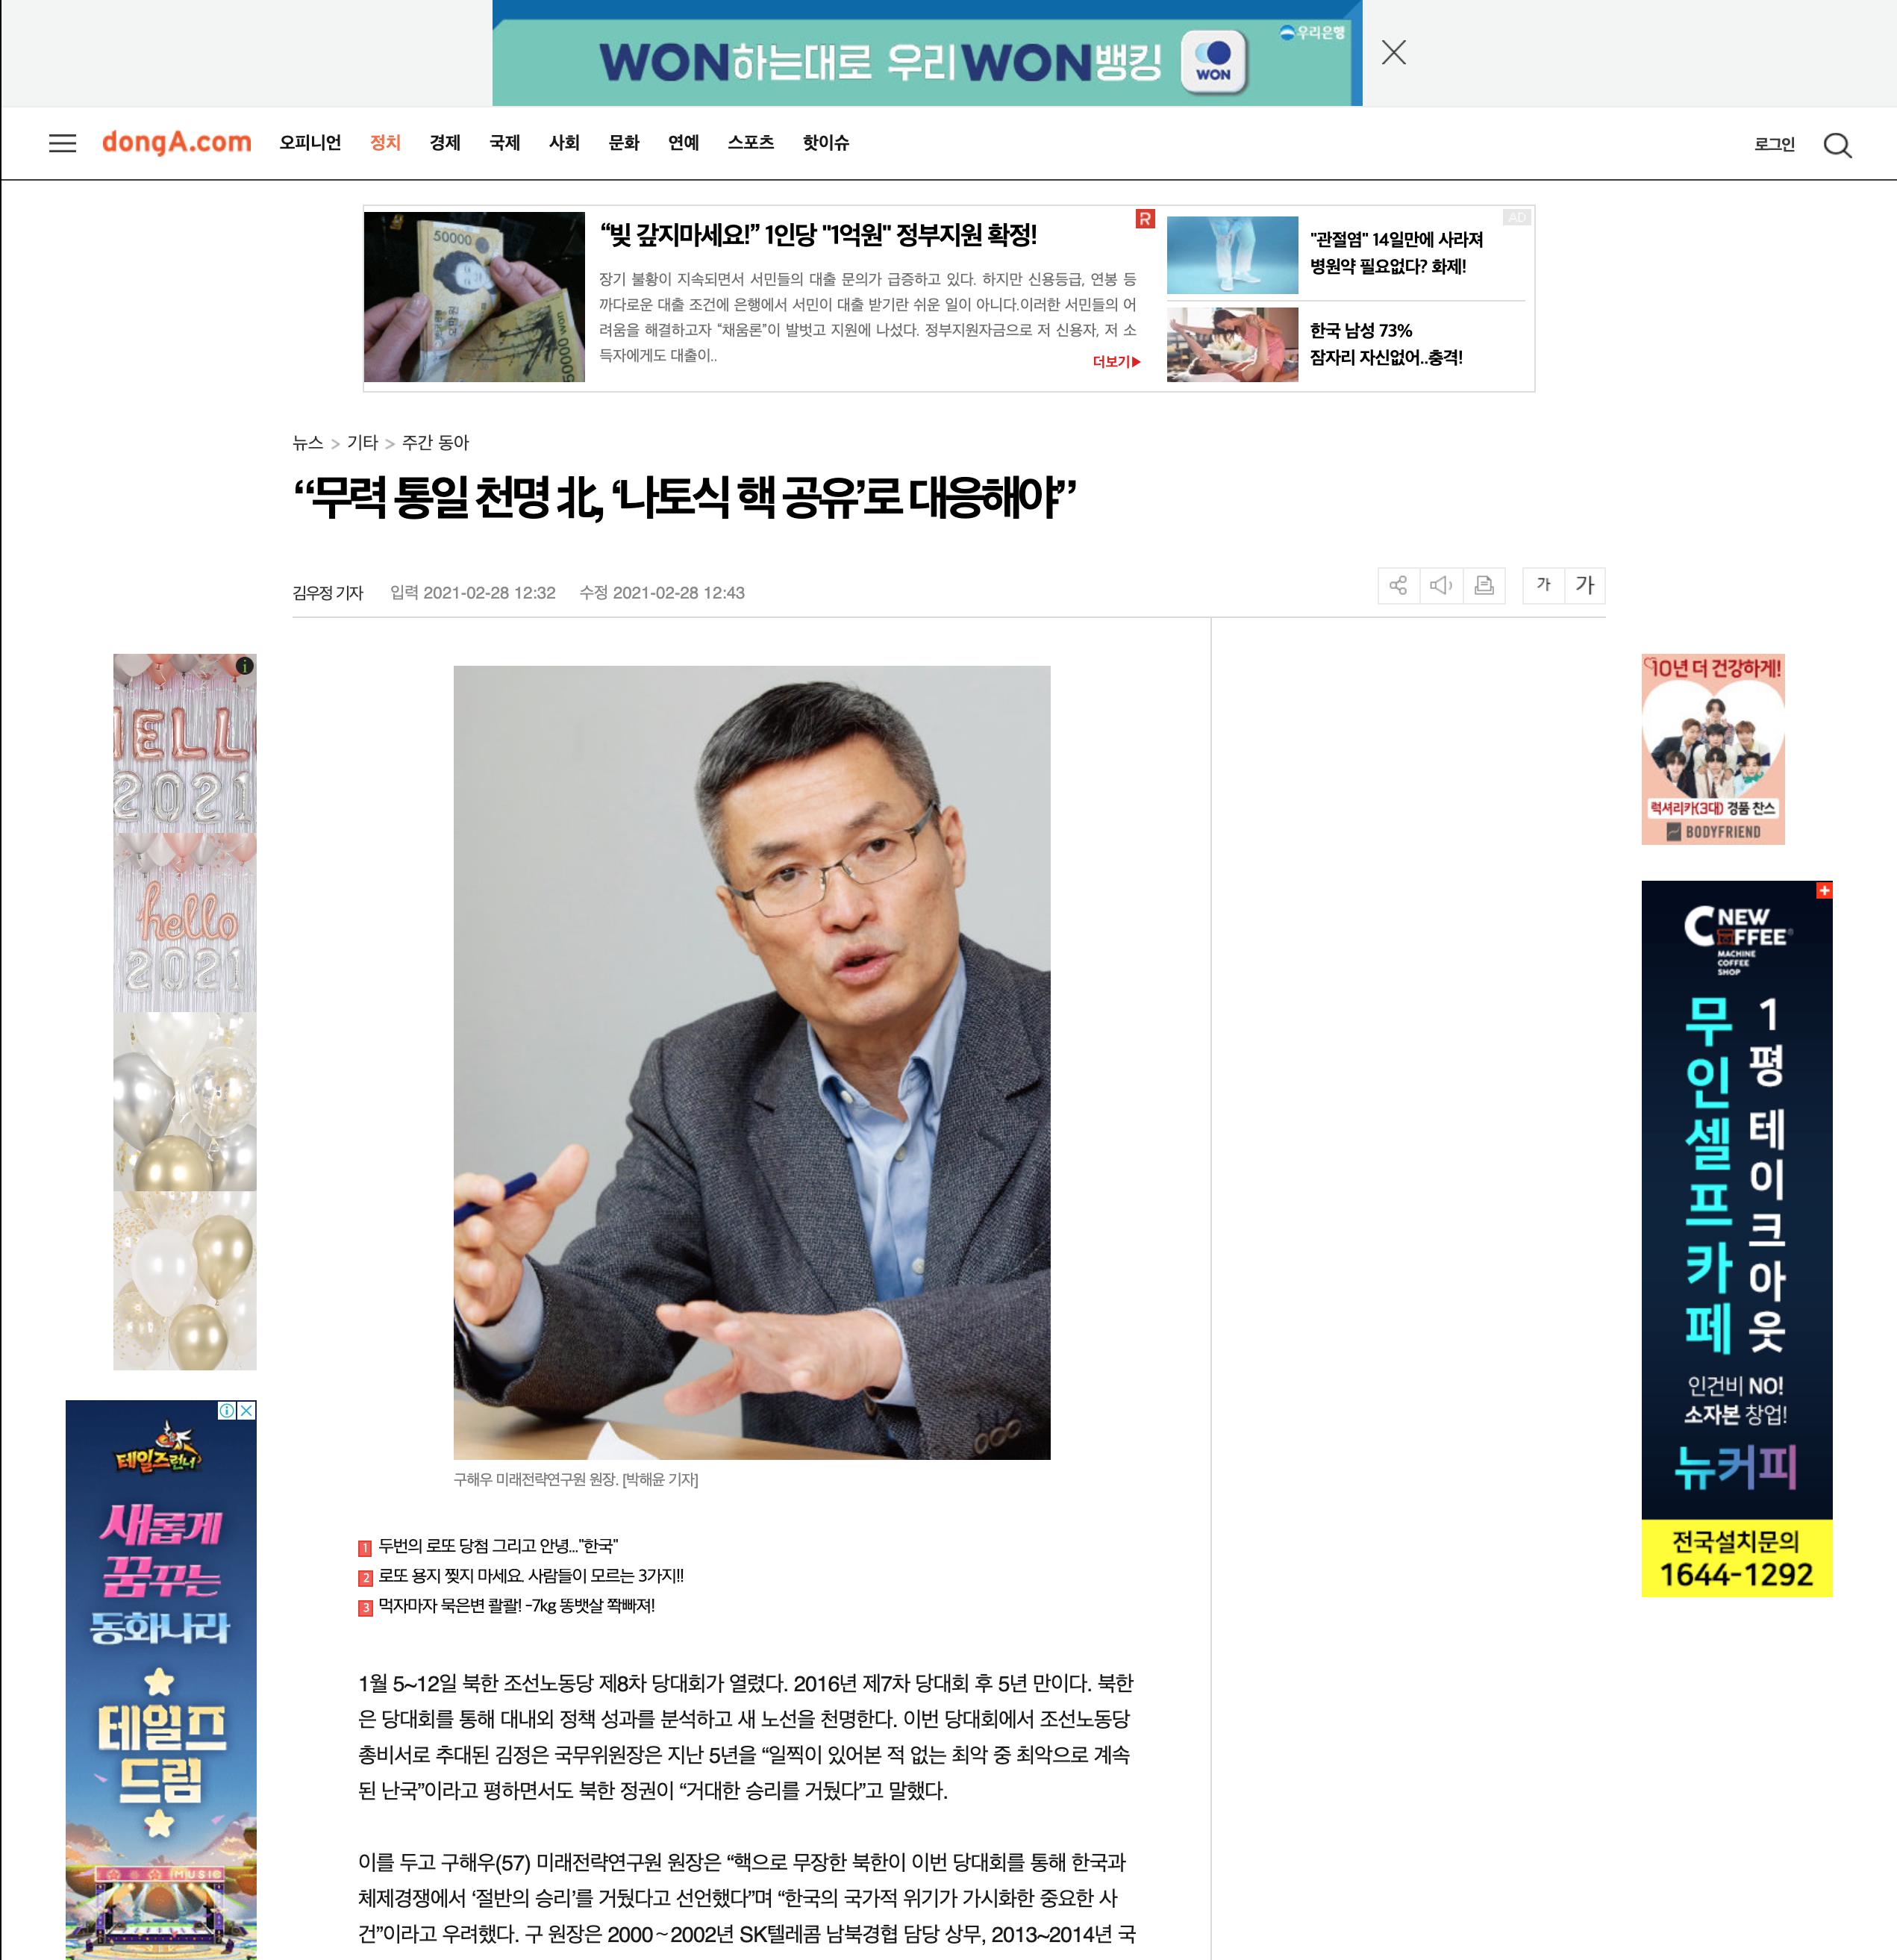 WON하는대로 우리WON뱅킹
WON
우리은행
dongA.com
오피니언 정치 경제 국제 사회 문화 연예 스포츠 핫이슈
로그인
50000
50000 won
“빚 갚지마세요!” 1인당 "1억원" 정부지원 확정!
R
장기 불황이 지속되면서 서민들의 대출 문의가 급증하고 있다. 하지만 신용등급, 연봉 등
까다로운 대출 조건에 은행에서 서민이 대출 받기란 쉬운 일이 아니다.이러한 서민들의 어
려움을 해결하고자 “채움론”이 발벗고 지원에 나섰다. 정부지원자금으로 저 신용자, 저 소
득자에게도 대출이..
더보기▶
AD
"관절염" 14일만에 사라져
병원약 필요없다? 화제!
한국 남성 73%
잠자리 자신없어..충격!
뉴스 > 기타 > 주간 동아
“무력 통일 천명 北, ‘나토식 핵 공유’로 대응해야”
김우정 기자 입력 2021-02-28 12:32 수정 2021-02-28 12:43
가 가
HELLO
2021
hello
2021
테일즈런너
새롭게
꿈꾸는
동화나라
테일즈
드림
MUSIC
구해우 미래전략연구원 원장. [박해윤 기자]
1 두번의 로또 당첨 그리고 안녕..."한국"
2 로또 용지 찢지 마세요. 사람들이 모르는 3가지!!
3 먹자마자 묵은변 콸콸! -7kg 똥뱃살 쫙빠져!
1월 5~12일 북한 조선노동당 제8차 당대회가 열렸다. 2016년 제7차 당대회 후 5년 만이다. 북한
은 당대회를 통해 대내외 정책 성과를 분석하고 새 노선을 천명한다. 이번 당대회에서 조선노동당
총비서로 추대된 김정은 국무위원장은 지난 5년을 “일찍이 있어본 적 없는 최악 중 최악으로 계속
된 난국”이라고 평하면서도 북한 정권이 “거대한 승리를 거뒀다”고 말했다.
이를 두고 구해우(57) 미래전략연구원 원장은 “핵으로 무장한 북한이 이번 당대회를 통해 한국과
체제경쟁에서 ‘절반의 승리’를 거뒀다고 선언했다”며 “한국의 국가적 위기가 가시화한 중요한 사
건”이라고 우려했다. 구 원장은 2000∼2002년 SK텔레콤 남북경협 담당 상무, 2013~2014년 국
10년 더 건강하게!
럭셔리카(3대) 경품 찬스
BODYFRIEND
NEW
COFFEE
MACHINE
COFFEE
SHOP
1평 테이크아웃
무인셀프카페
인건비 NO!
소자본 창업!
뉴커피
전국설치문의
1644-1292